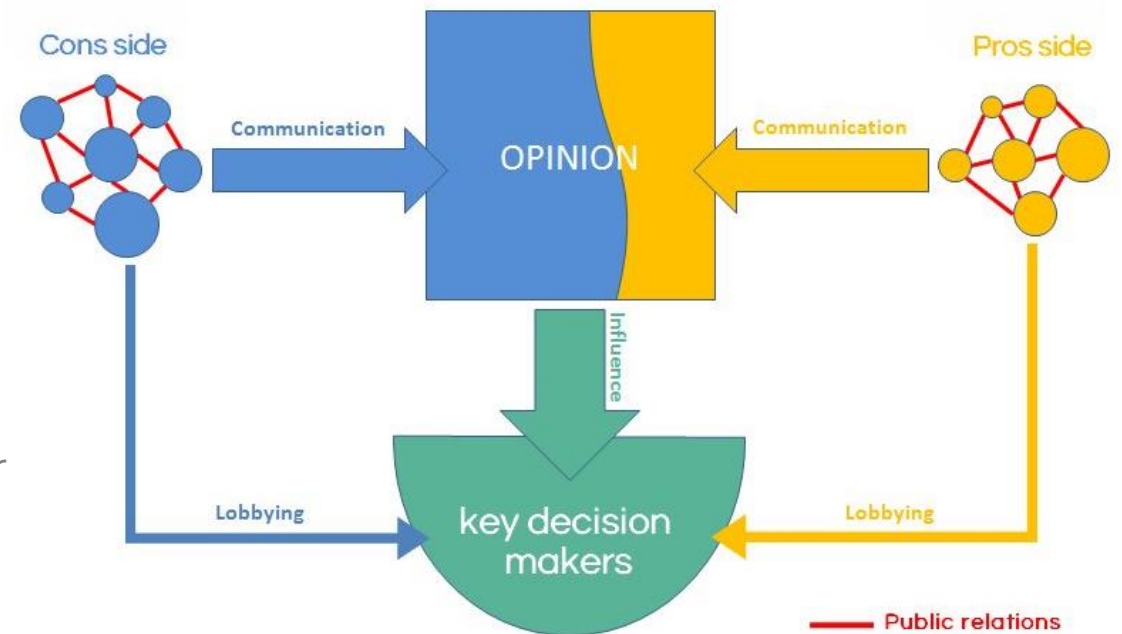 Cons side
Pros side
Communication
Communication
OPINION
Influence
Lobbying
Lobbying
key decision
makers
Public relations